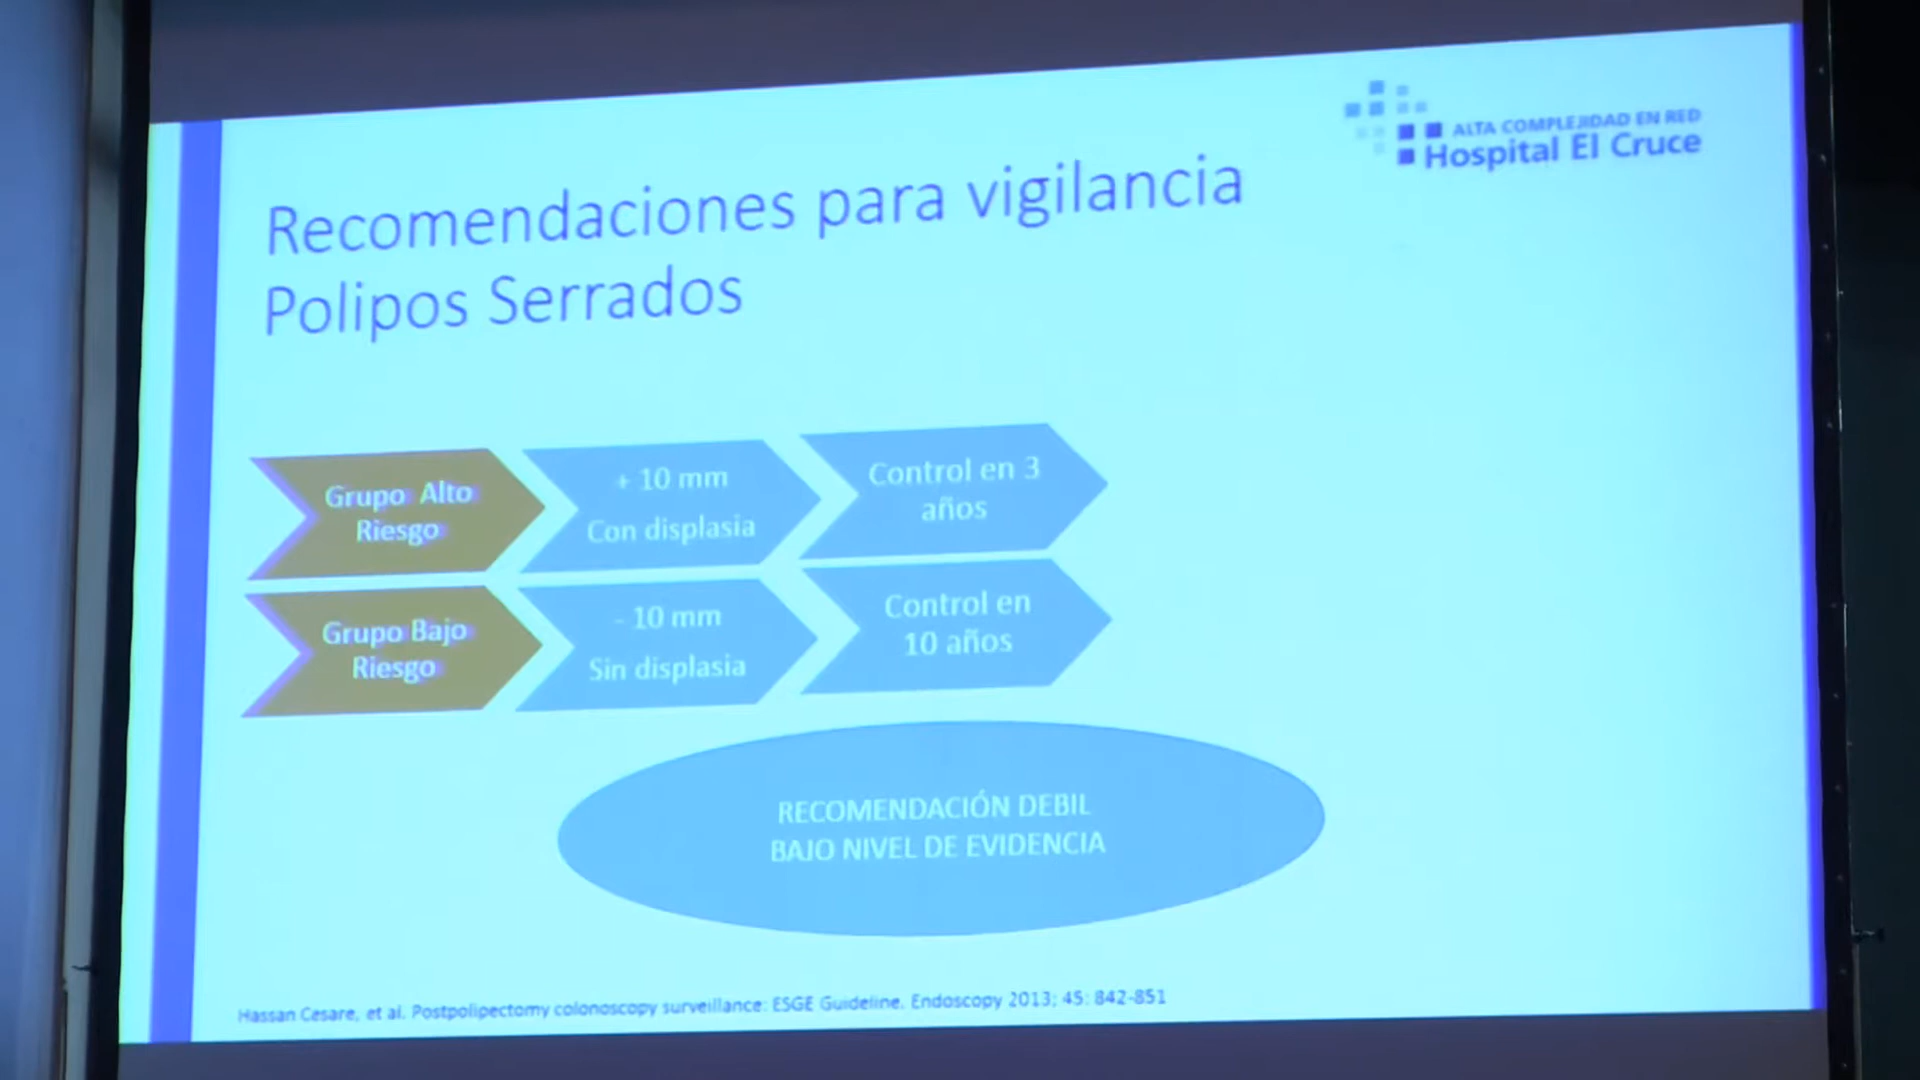 ALTA COMPLEJIDAD EN RED
Hospital El Cruce
Recomendaciones para vigilancia
Polipos Serrados
Grupo Alto
Riesgo
+ 10 mm
Con displasia
Control en 3
años
Grupo Bajo
Riesgo
- 10 mm
Sin displasia
Control en
10 años
RECOMENDACIÓN DEBIL
BAJO NIVEL DE EVIDENCIA
Hassan Cesare, et al. Postpolipectomy colonoscopy surveillance: ESGE Guideline. Endoscopy 2013; 45: 842-851